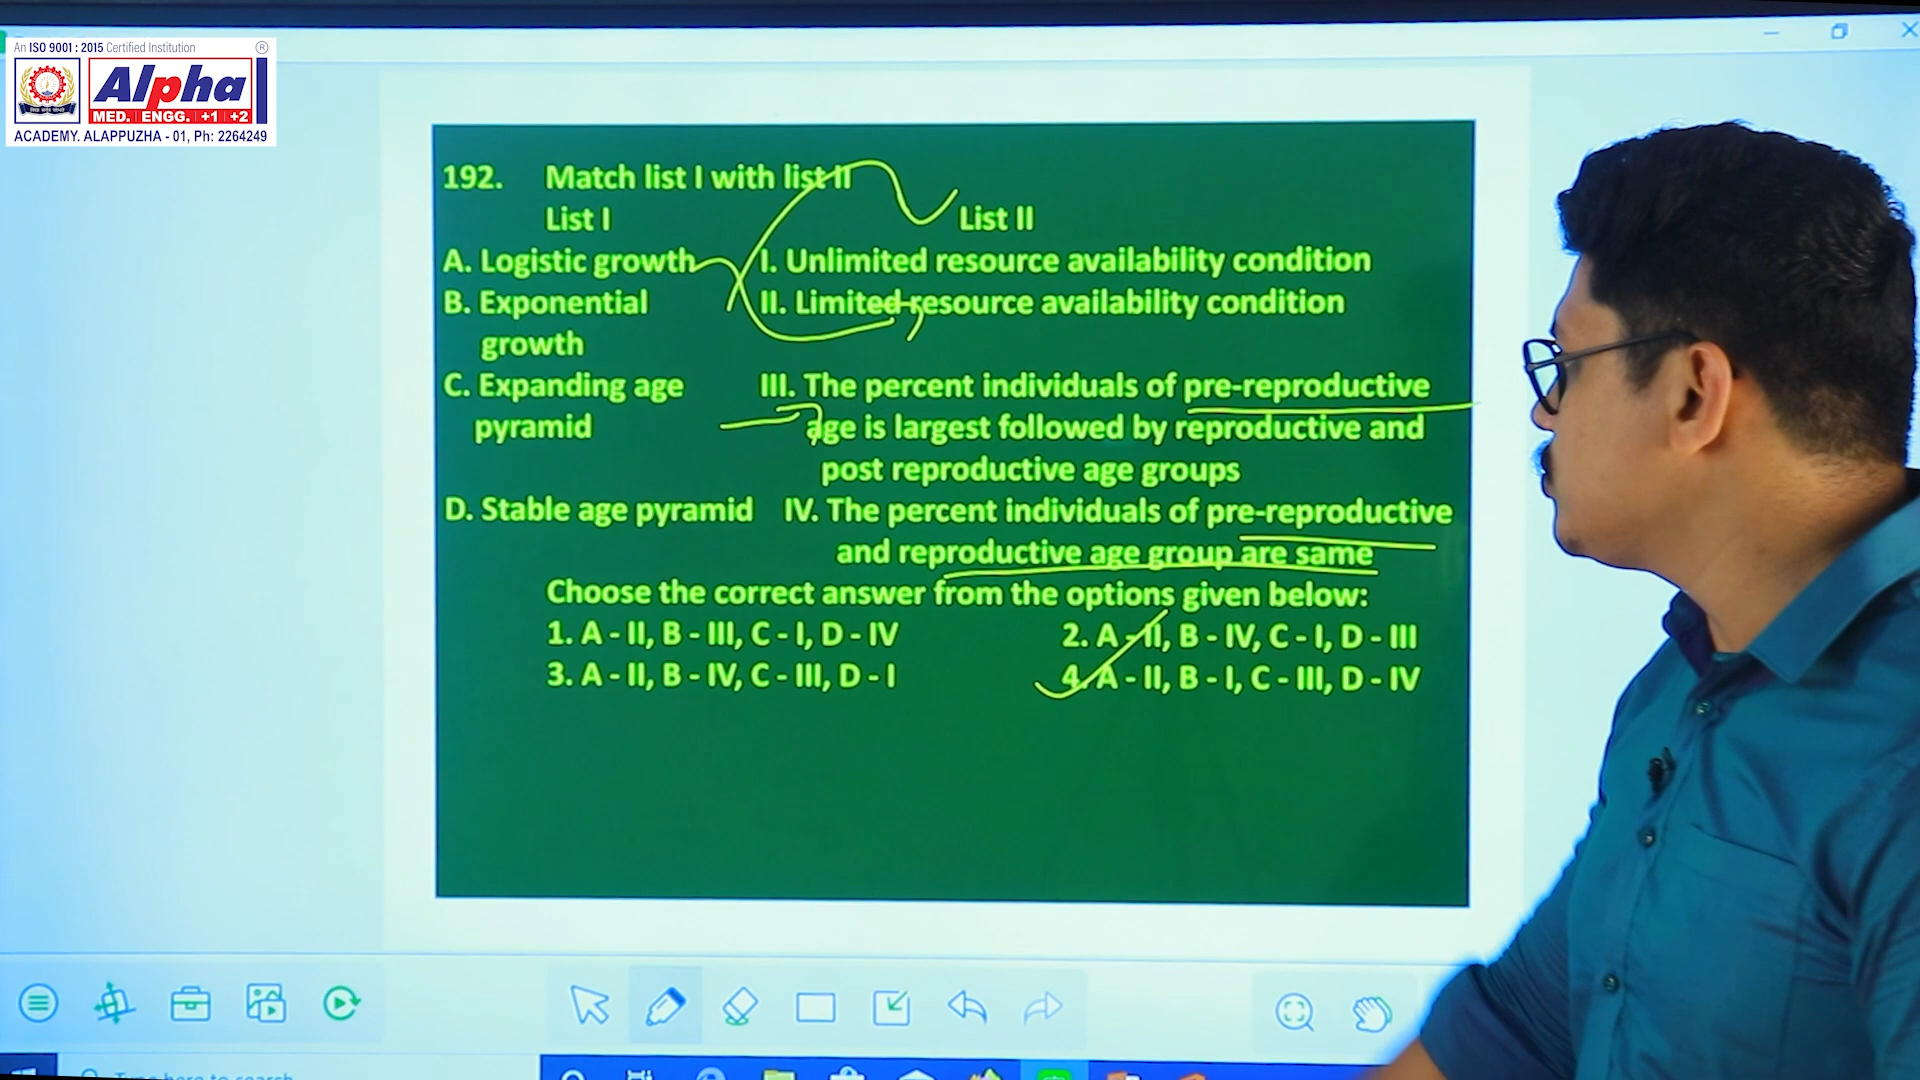 An ISO 9001 : 2015 Certified Institution ®
Alpha
MED. ENGG. +1 +2
ACADEMY. ALAPPUZHA - 01, Ph: 2264249
192. Match list I with list II
List I List II
A. Logistic growth I. Unlimited resource availability condition
B. Exponential II. Limited resource availability condition
growth
C. Expanding age III. The percent individuals of pre-reproductive
pyramid age is largest followed by reproductive and
post reproductive age groups
D. Stable age pyramid IV. The percent individuals of pre-reproductive
and reproductive age group are same
Choose the correct answer from the options given below:
1. A - II, B - III, C - I, D - IV 2. A - II, B - IV, C - I, D - III
3. A - II, B - IV, C - III, D - I 4. A - II, B - I, C - III, D - IV
Type here to search